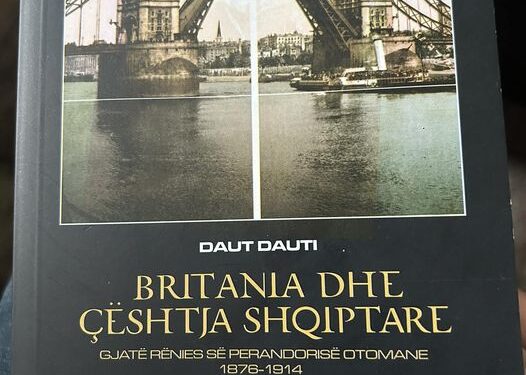 DAUT DAUTI
BRITANIA DHE
ÇËSHTJA SHQIPTARE
GJATË RËNIES SË PERANDORISË OTOMANE
1876-1914